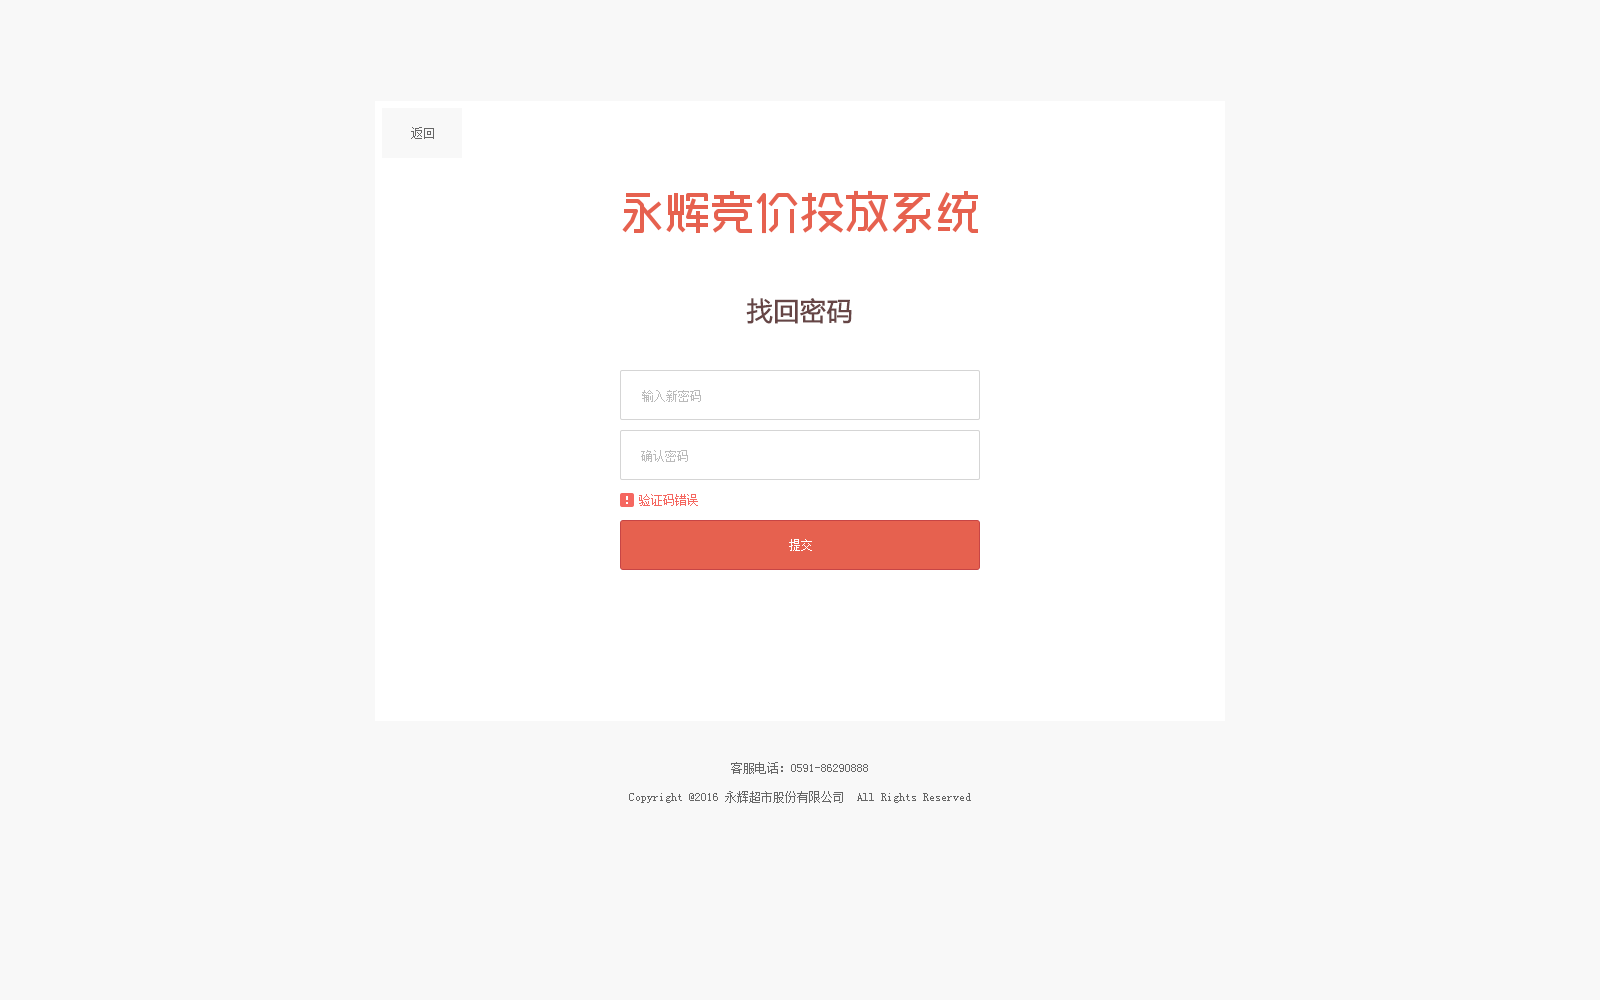 返回
永辉竞价投放系统
找回密码
输入新密码
确认密码
验证码错误
提交
客服电话：0591-86290888
Copyright @2016 永辉超市股份有限公司  All Rights Reserved